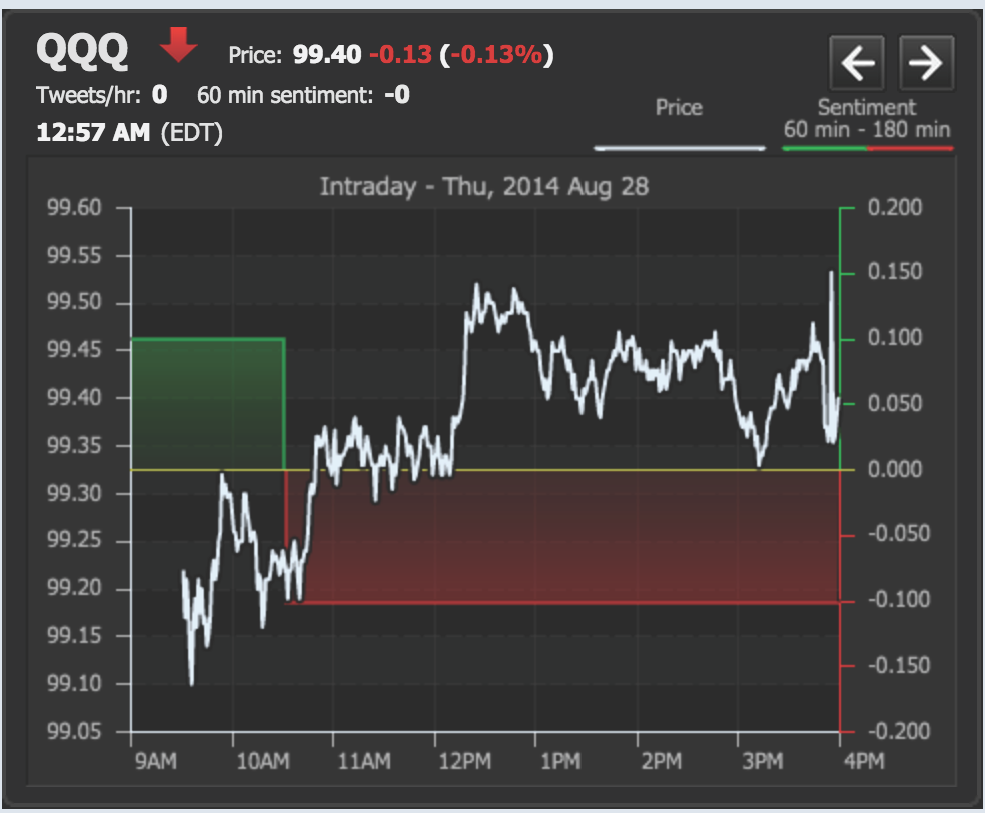 QQQ Price: 99.40 -0.13 (-0.13%)
Tweets/hr: 0 60 min sentiment: -0
12:57 AM (EDT)
Price
Sentiment
60 min - 180 min
Intraday - Thu, 2014 Aug 28
99.60 0.200
99.55
99.50 0.150
99.45 0.100
99.40 0.050
99.35 0.000
99.30
99.25 -0.050
99.20 -0.100
99.15
99.10 -0.150
99.05 -0.200
9AM 10AM 11AM 12PM 1PM 2PM 3PM 4PM